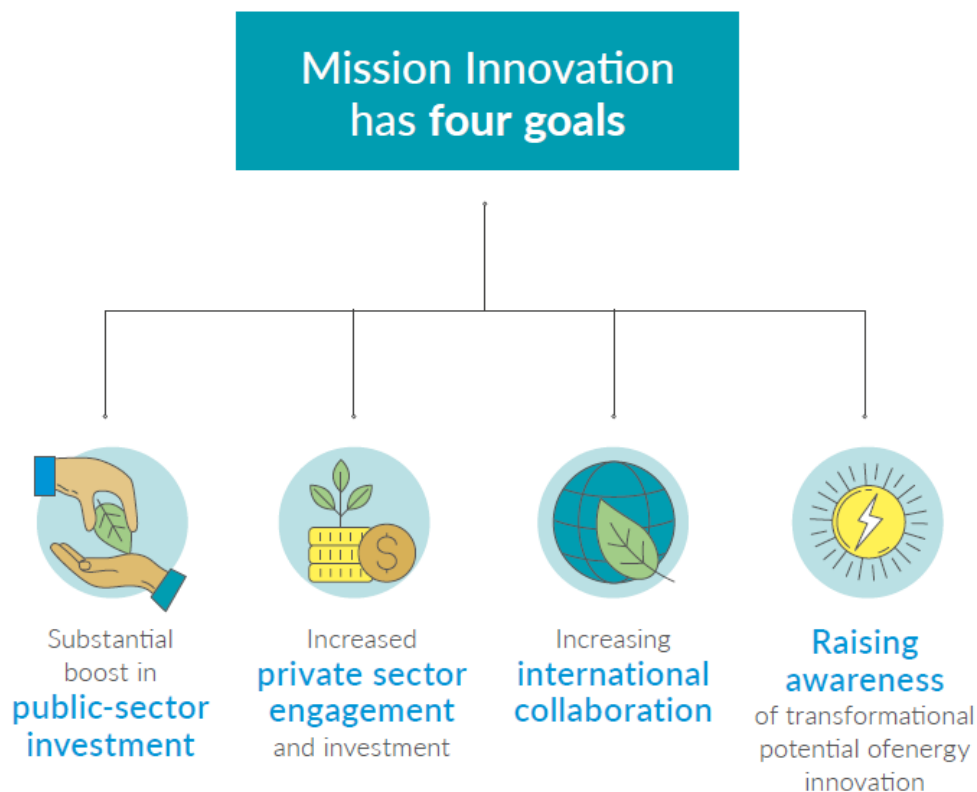 Mission Innovation
has four goals
$
Substantial
boost in
public-sector
investment
Increased
private sector
engagement
and investment
Increasing
international
collaboration
Raising
awareness
of transformational
potential ofenergy
innovation